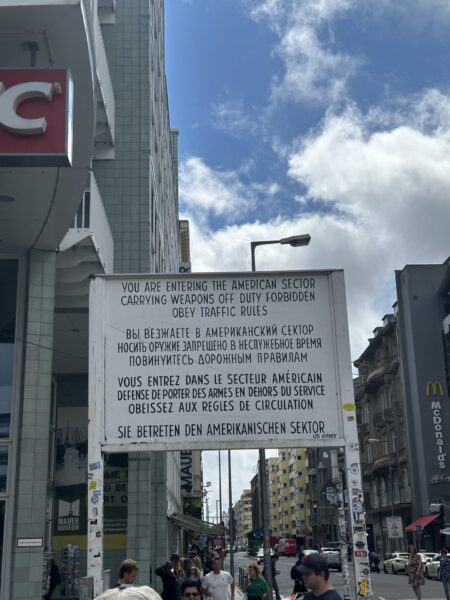 C
YOU ARE ENTERING THE AMERICAN SECTOR
CARRYING WEAPONS OFF DUTY FORBIDDEN
OBEY TRAFFIC RULES
ВЫ ВЪЕЗЖАЕТЕ В АМЕРИКАНСКИЙ СЕКТОР
НОСИТЬ ОРУЖИЕ ЗАПРЕЩЕНО В НЕСЛУЖЕБНОЕ ВРЕМЯ
ПОВИНУЙТЕСЬ ДОРОЖНЫМ ПРАВИЛАМ
VOUS ENTREZ DANS LE SECTEUR AMÉRICAIN
DEFENSE DE PORTER DES ARMES EN DEHORS DU SERVICE
OBEISSEZ AUX REGLES DE CIRCULATION
SIE BETRETEN DEN AMERIKANISCHEN SEKTOR
US ARMY
McDonald's
MAUER
MUSEUM